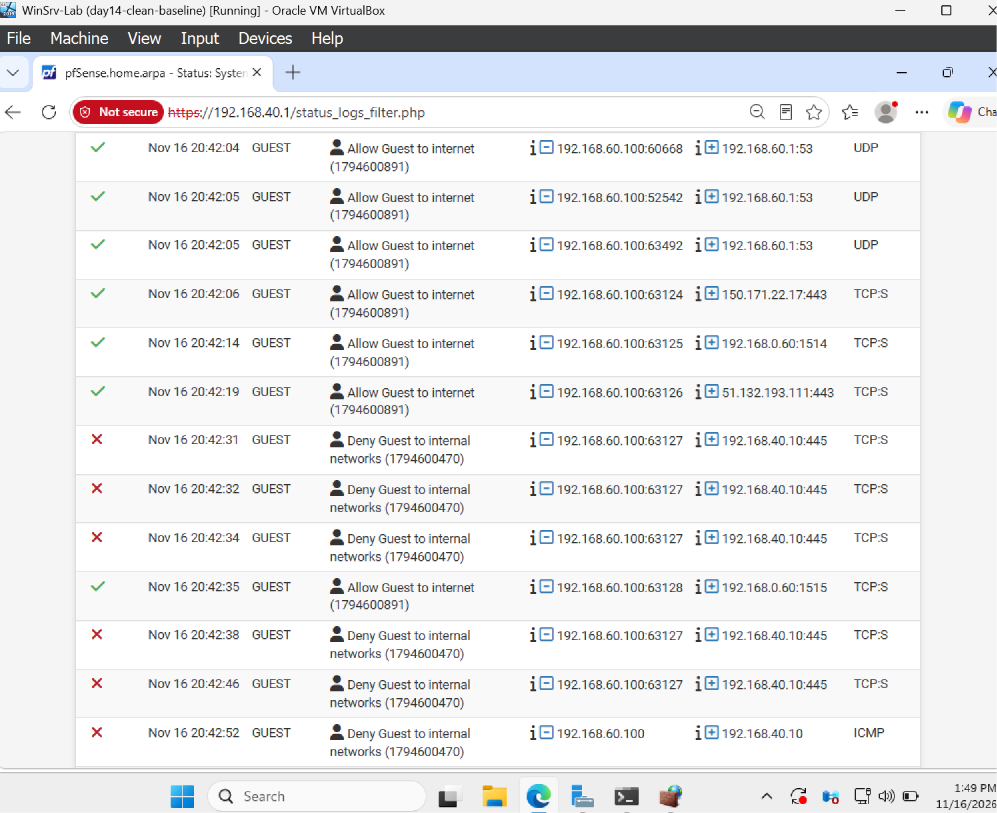 WinSrv-Lab (day14-clean-baseline) [Running] - Oracle VM VirtualBox
File Machine View Input Devices Help
pfSense.home.arpa - Status: System
Not secure https://192.168.40.1/status_logs_filter.php Cha
Nov 16 20:42:04 GUEST Allow Guest to internet (1794600891) 192.168.60.100:60668 192.168.60.1:53 UDP
Nov 16 20:42:05 GUEST Allow Guest to internet (1794600891) 192.168.60.100:52542 192.168.60.1:53 UDP
Nov 16 20:42:05 GUEST Allow Guest to internet (1794600891) 192.168.60.100:63492 192.168.60.1:53 UDP
Nov 16 20:42:06 GUEST Allow Guest to internet (1794600891) 192.168.60.100:63124 150.171.22.17:443 TCP:S
Nov 16 20:42:14 GUEST Allow Guest to internet (1794600891) 192.168.60.100:63125 192.168.0.60:1514 TCP:S
Nov 16 20:42:19 GUEST Allow Guest to internet (1794600891) 192.168.60.100:63126 51.132.193.111:443 TCP:S
Nov 16 20:42:31 GUEST Deny Guest to internal networks (1794600470) 192.168.60.100:63127 192.168.40.10:445 TCP:S
Nov 16 20:42:32 GUEST Deny Guest to internal networks (1794600470) 192.168.60.100:63127 192.168.40.10:445 TCP:S
Nov 16 20:42:34 GUEST Deny Guest to internal networks (1794600470) 192.168.60.100:63127 192.168.40.10:445 TCP:S
Nov 16 20:42:35 GUEST Allow Guest to internet (1794600891) 192.168.60.100:63128 192.168.0.60:1515 TCP:S
Nov 16 20:42:38 GUEST Deny Guest to internal networks (1794600470) 192.168.60.100:63127 192.168.40.10:445 TCP:S
Nov 16 20:42:46 GUEST Deny Guest to internal networks (1794600470) 192.168.60.100:63127 192.168.40.10:445 TCP:S
Nov 16 20:42:52 GUEST Deny Guest to internal networks (1794600470) 192.168.60.100 192.168.40.10 ICMP
Search
1:49 PM
11/16/2026